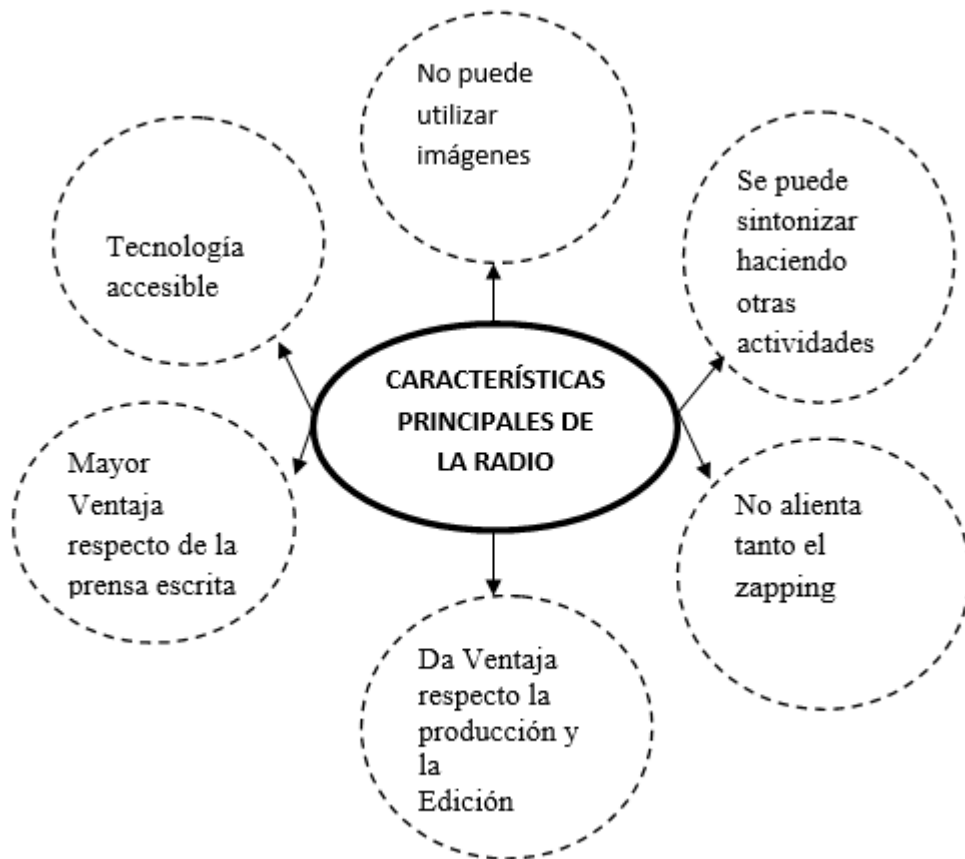 No puede
utilizar
imágenes
Se puede
sintonizar
haciendo
otras
actividades
Tecnología
accesible
CARACTERÍSTICAS
PRINCIPALES DE
LA RADIO
Mayor
Ventaja
respecto de la
prensa escrita
No alienta
tanto el
zapping
Da Ventaja
respecto la
producción y
la
Edición